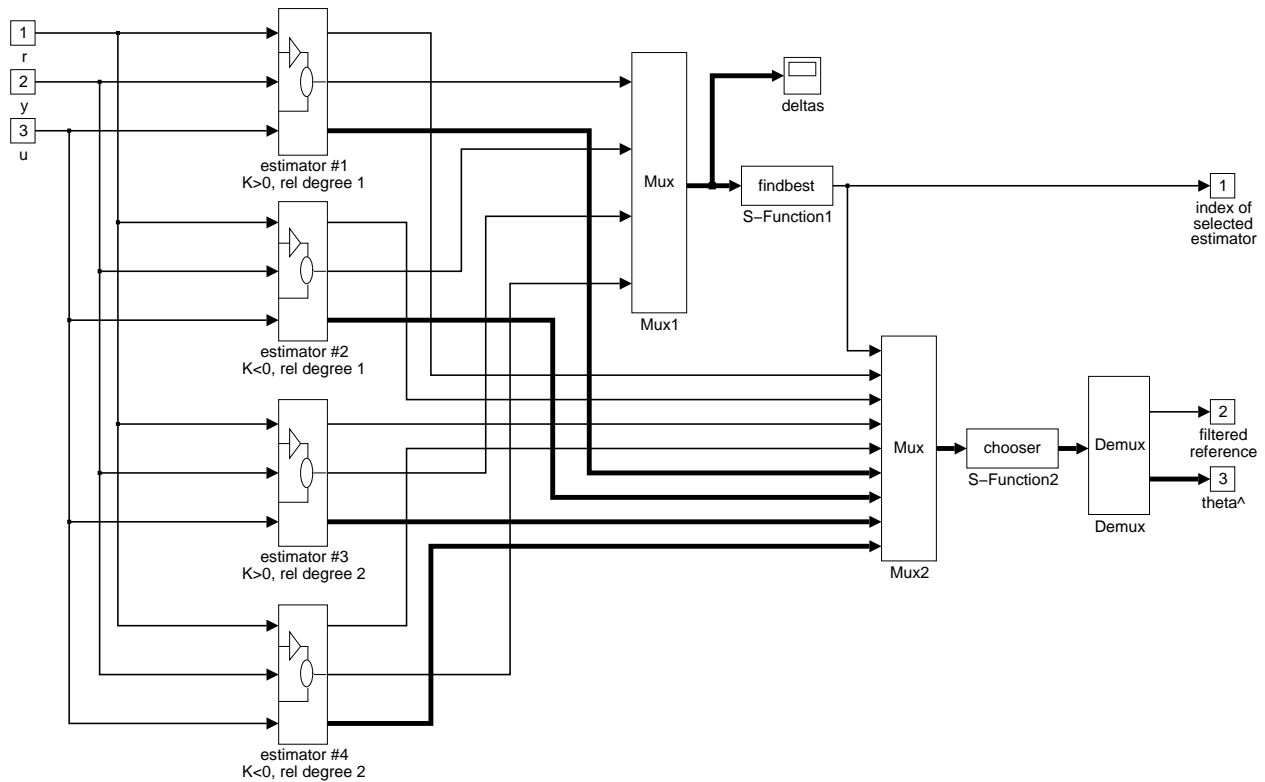 1
r
2
y
3
u
estimator #1
K>0, rel degree 1
estimator #2
K<0, rel degree 1
estimator #3
K>0, rel degree 2
estimator #4
K<0, rel degree 2
Mux
Mux1
deltas
findbest
S−Function1
1
index of
selected
estimator
Mux
Mux2
chooser
S−Function2
Demux
Demux
2
filtered
reference
3
theta^